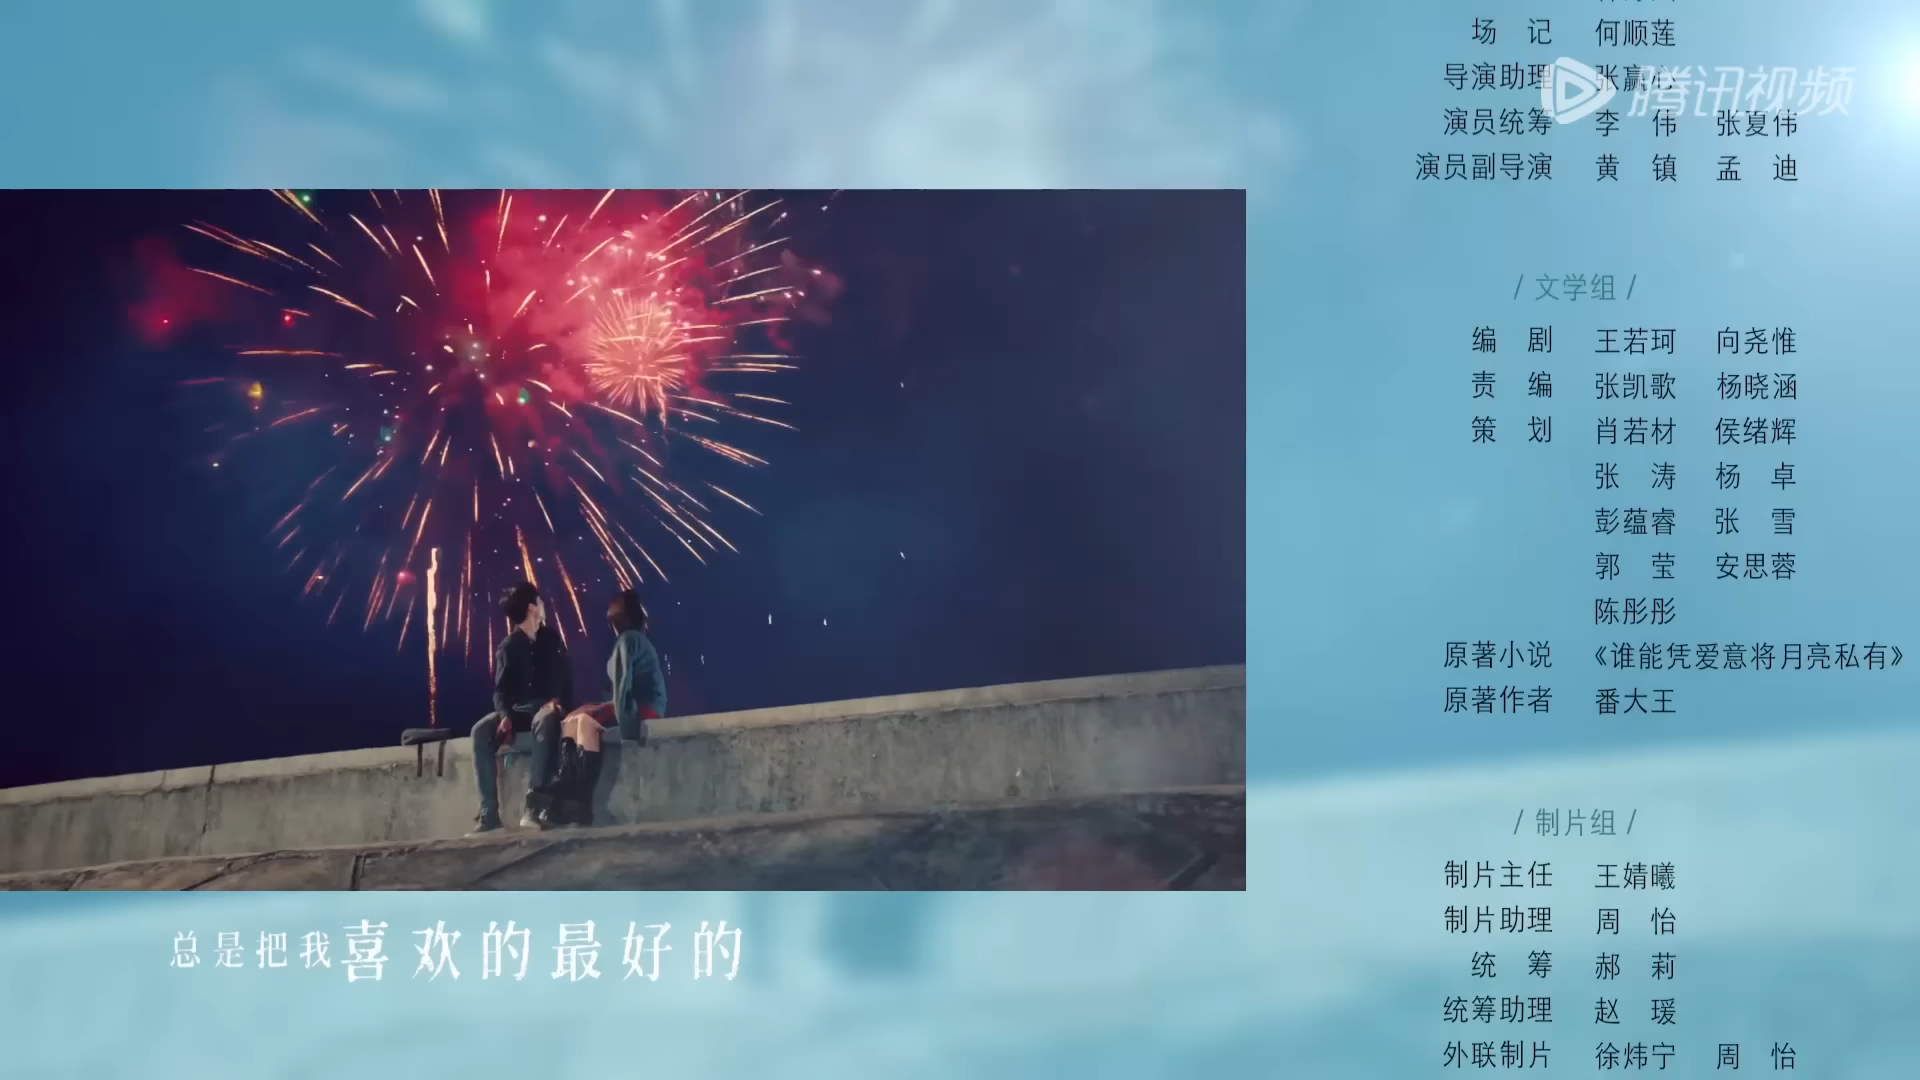 场 记 何顺莲
导演助理 张赢心
腾讯视频
演员统筹 李 伟 张夏伟
演员副导演 黄 镇 孟 迪
/ 文学组 /
编 剧 王若珂 向尧惟
责 编 张凯歌 杨晓涵
策 划 肖若材 侯绪辉
张 涛 杨 卓
彭蕴睿 张 雪
郭 莹 安思蓉
陈彤彤
原著小说 《谁能凭爱意将月亮私有》
原著作者 番大王
/ 制片组 /
制片主任 王婧曦
制片助理 周 怡
统 筹 郝 莉
统筹助理 赵 瑗
外联制片 徐炜宁 周 怡
总是把我喜欢的最好的